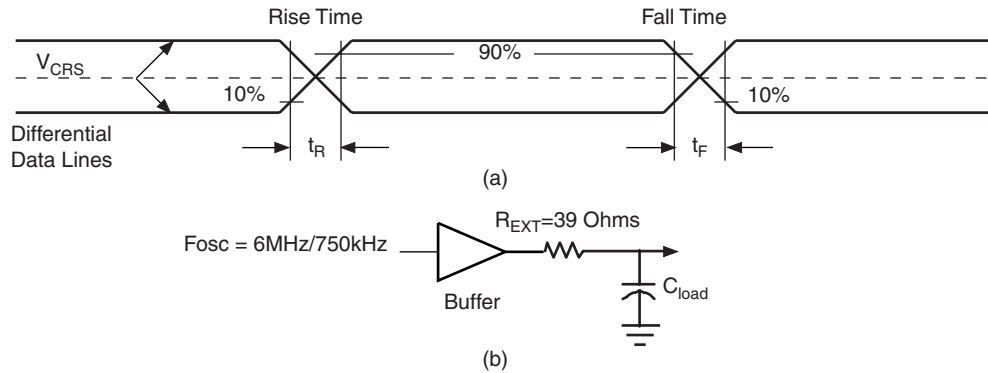 Rise Time
Fall Time
V_CRS
90%
10%
10%
Differential
Data Lines
t_R
t_F
(a)
R_EXT=39 Ohms
Fosc = 6MHz/750kHz
Buffer
C_load
(b)